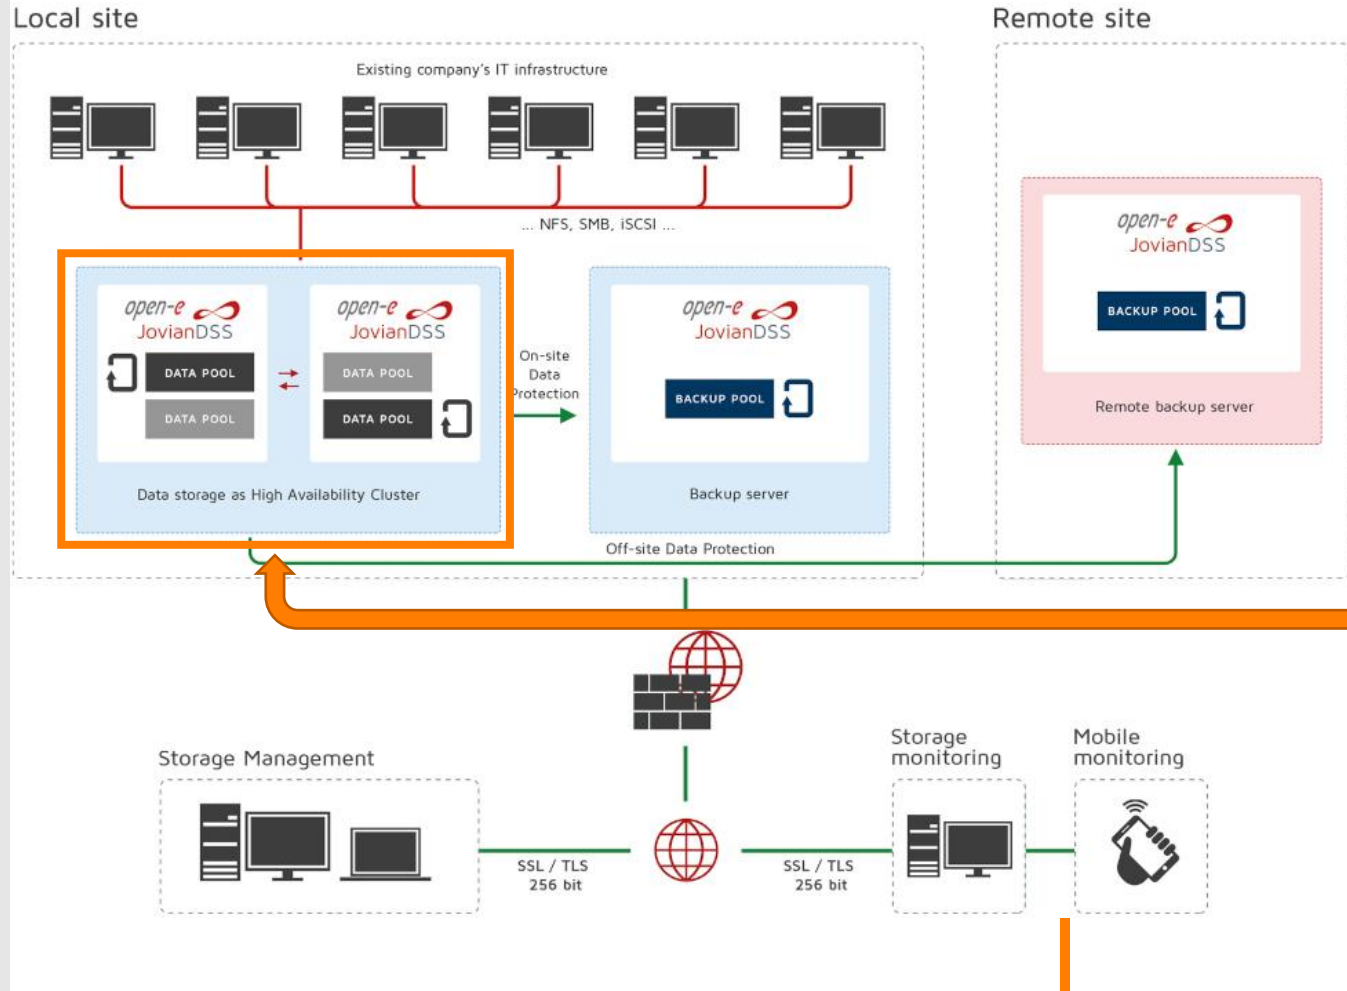 Local site
Remote site
Existing company's IT infrastructure
... NFS, SMB, iSCSI ...
open-e
JovianDSS
DATA POOL
DATA POOL
open-e
JovianDSS
DATA POOL
DATA POOL
Data storage as High Availability Cluster
On-site
Data
Protection
open-e
JovianDSS
BACKUP POOL
Backup server
open-e
JovianDSS
BACKUP POOL
Remote backup server
Off-site Data Protection
Storage Management
SSL / TLS
256 bit
SSL / TLS
256 bit
Storage
monitoring
Mobile
monitoring